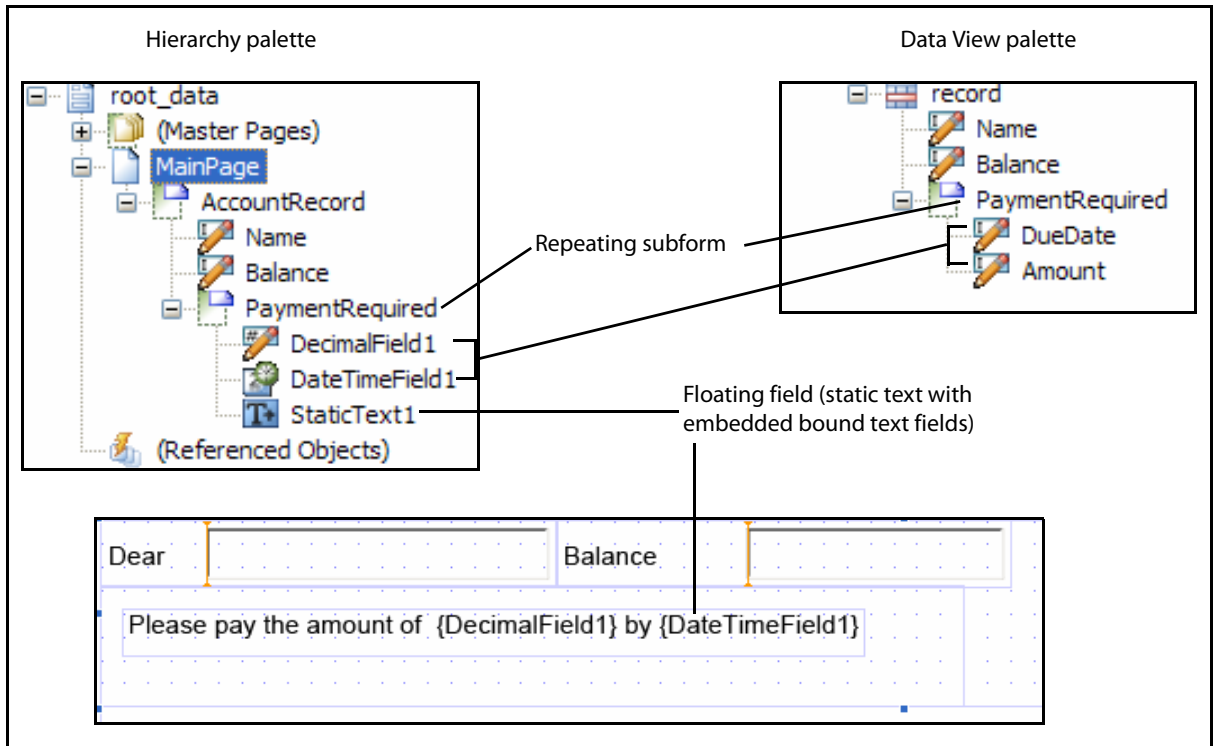 Hierarchy palette
Data View palette
root_data
(Master Pages)
MainPage
AccountRecord
Name
Balance
PaymentRequired
DecimalField1
DateTimeField1
StaticText1
(Referenced Objects)
record
Name
Balance
PaymentRequired
DueDate
Amount
Repeating subform
Floating field (static text with
embedded bound text fields)
Dear
Balance
Please pay the amount of {DecimalField1} by {DateTimeField1}